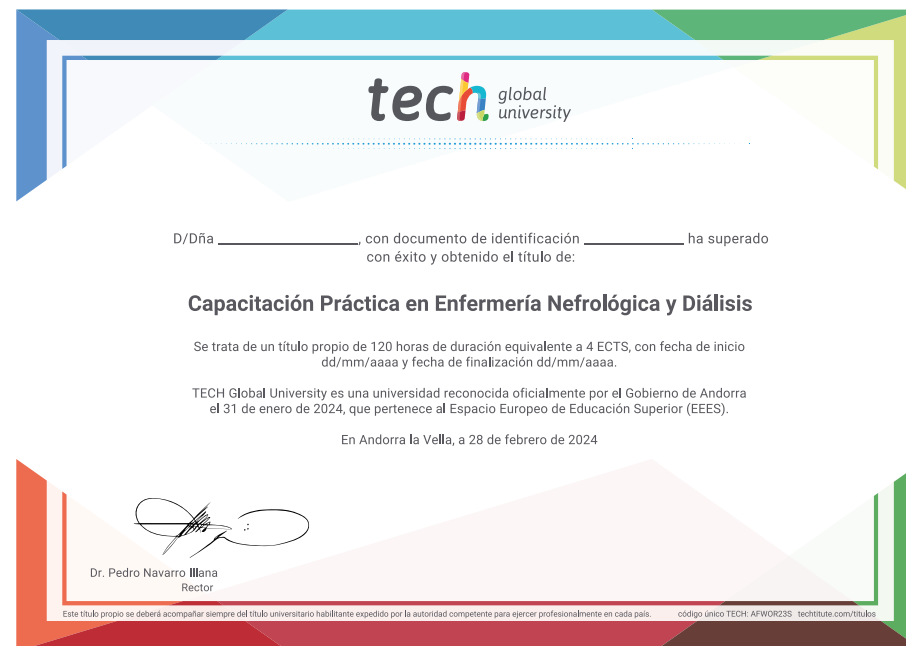 tech global university
D/Dña ____________________, con documento de identificación ______________ ha superado
con éxito y obtenido el título de:
Capacitación Práctica en Enfermería Nefrológica y Diálisis
Se trata de un título propio de 120 horas de duración equivalente a 4 ECTS, con fecha de inicio
dd/mm/aaaa y fecha de finalización dd/mm/aaaa.
TECH Global University es una universidad reconocida oficialmente por el Gobierno de Andorra
el 31 de enero de 2024, que pertenece al Espacio Europeo de Educación Superior (EEES).
En Andorra la Vella, a 28 de febrero de 2024
Dr. Pedro Navarro Illana
Rector
Este título propio se deberá acompañar siempre del título universitario habilitante expedido por la autoridad competente para ejercer profesionalmente en cada país. código único TECH: AFWOR23S techtitute.com/titulos